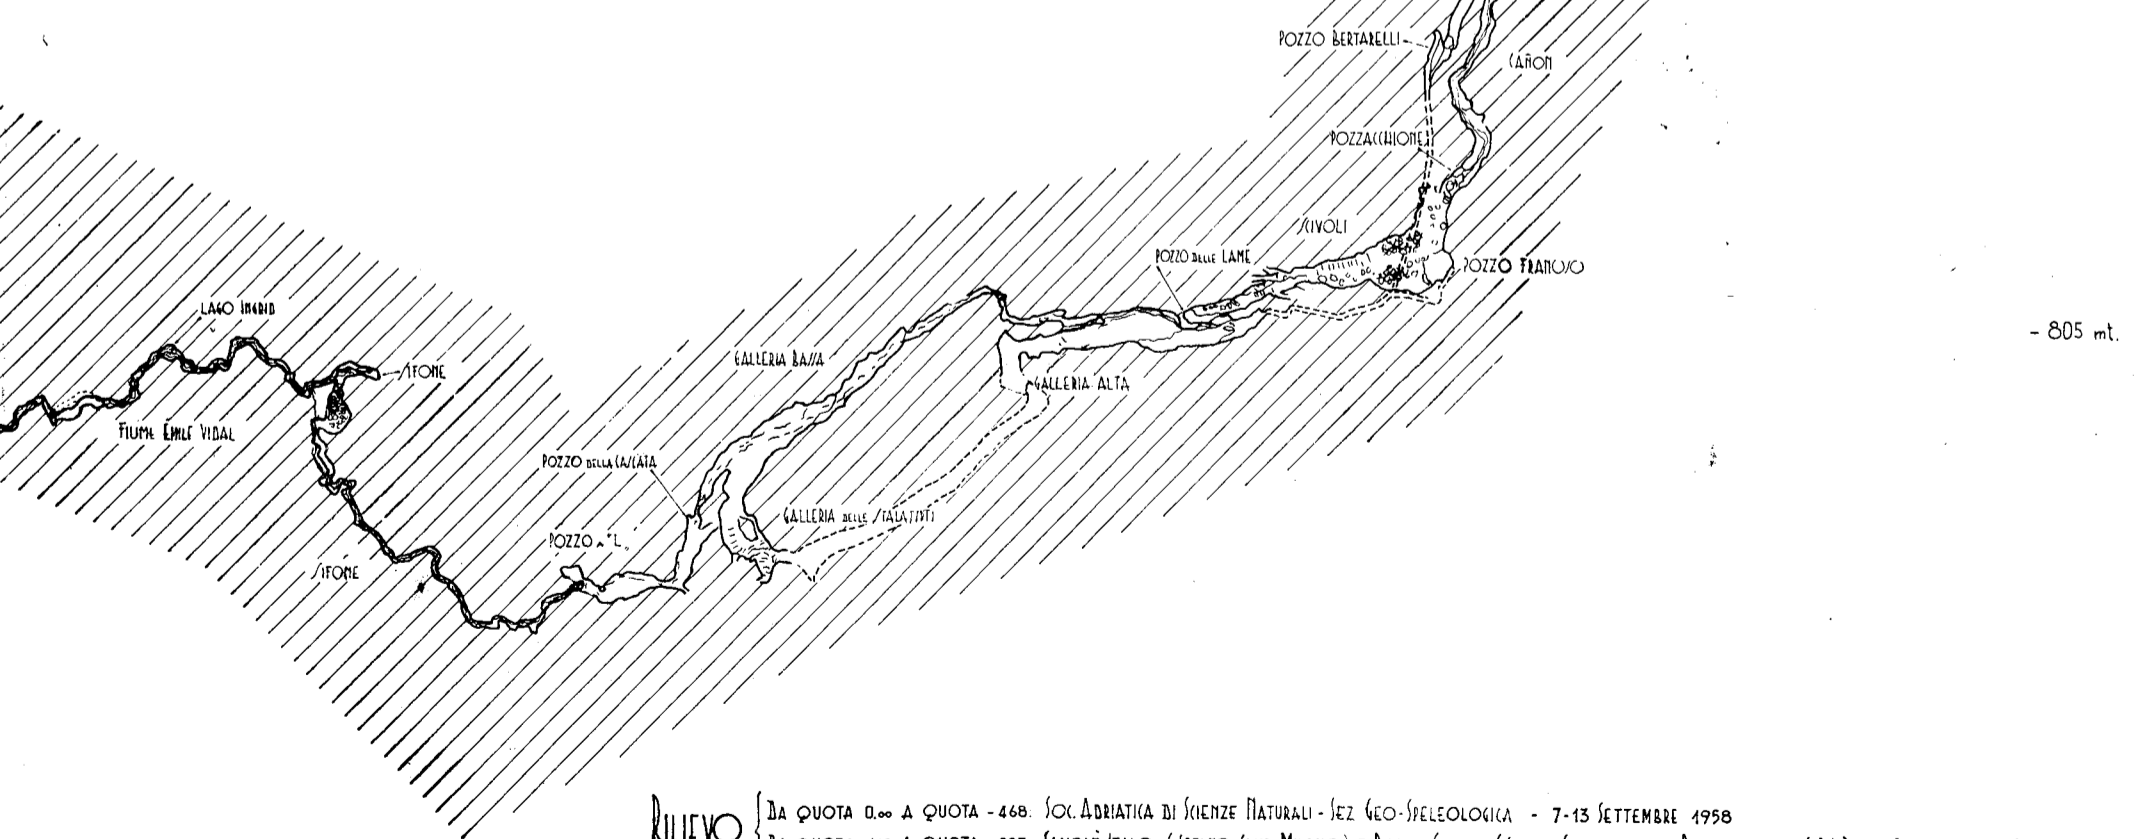 POZZO BERTARELLI
CAÑON
POZZACCHIONE
SCIVOLI
POZZO DELLE LAME
POZZO FRANOSO
LAGO INGRID
- 805 mt.
GALLERIA BASSA
SIFONE
GALLERIA ALTA
FIUME EMILE VIDAL
POZZO DELLA CASCATA
GALLERIA DELLE STALATTITI
POZZO A "L"
SIFONE
RILIEVO
DA QUOTA 0.00 A QUOTA - 468: SOC. ADRIATICA DI SCIENZE NATURALI - SEZ GEO-SPELEOLOGICA - 7-13 SETTEMBRE 1958